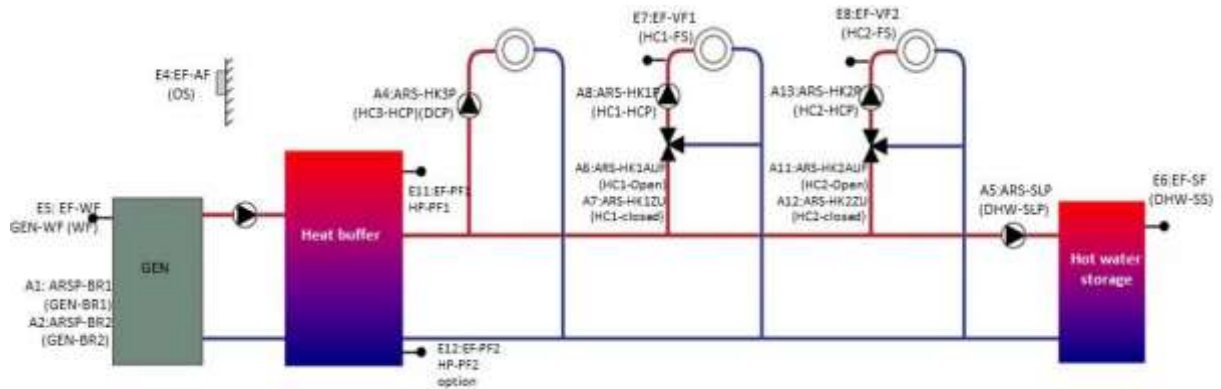 E4:EF-AF
(OS)
E5: EF-WF
GEN-WF (WF)
GEN
A1: ARSP-BR1
(GEN-BR1)
A2:ARSP-BR2
(GEN-BR2)
Heat buffer
E11:EF-PF1
HP-PF1
E12:EF-PF2
HP-PF2
option
A4:ARS-HK3P
(HC3-HCP)(DCP)
E7:EF-VF1
(HC1-FS)
A8:ARS-HK1P
(HC1-HCP)
A6:ARS-HK1AUF
(HC1-Open)
A7:ARS-HK1ZU
(HC1-closed)
E8:EF-VF2
(HC2-FS)
A13:ARS-HK2P
(HC2-HCP)
A11:ARS-HK2AUF
(HC2-Open)
A12:ARS-HK2ZU
(HC2-closed)
A5:ARS-SLP
(DHW-SLP)
E6:EF-SF
(DHW-SS)
Hot water
storage